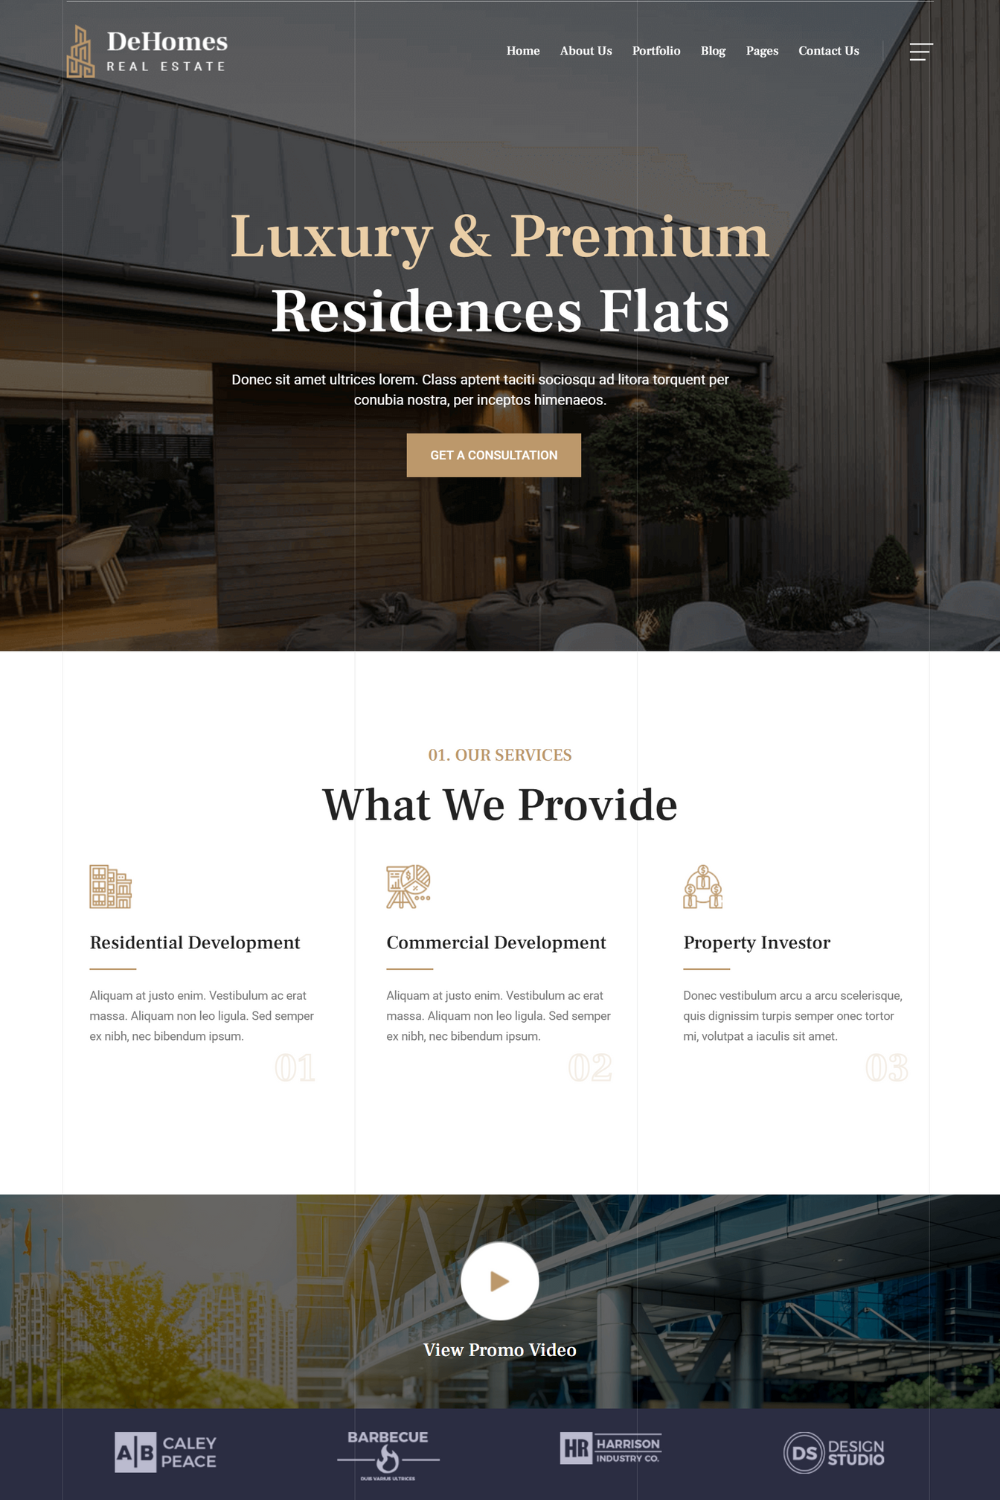 DeHomes
REAL ESTATE
Home About Us Portfolio Blog Pages Contact Us
Luxury & Premium
Residences Flats
Donec sit amet ultrices lorem. Class aptent taciti sociosqu ad litora torquent per
conubia nostra, per inceptos himenaeos.
GET A CONSULTATION
01. OUR SERVICES
What We Provide
Residential Development
Aliquam at justo enim. Vestibulum ac erat
massa. Aliquam non leo ligula. Sed semper
ex nibh, nec bibendum ipsum.
01
Commercial Development
Aliquam at justo enim. Vestibulum ac erat
massa. Aliquam non leo ligula. Sed semper
ex nibh, nec bibendum ipsum.
02
Property Investor
Donec vestibulum arcu a arcu scelerisque,
quis dignissim turpis semper onec tortor
mi, volutpat a iaculis sit amet.
03
View Promo Video
A|B CALEY
PEACE
BARBECUE
DUIS VARIUS ULTRICES
HR HARRISON
INDUSTRY CO.
DS DESIGN
STUDIO